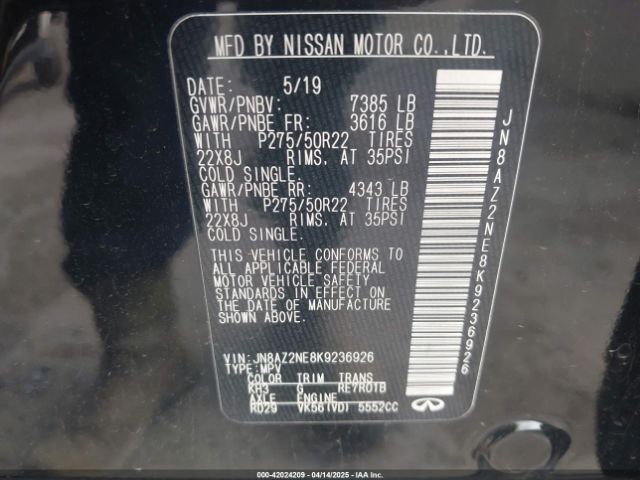 MFD BY NISSAN MOTOR CO.,LTD.
DATE: 5/19
GVWR/PNBV: 7385 LB
GAWR/PNBE FR: 3616 LB
WITH P275/50R22 TIRES
22X8J RIMS, AT 35PSI
COLD SINGLE.
GAWR/PNBE RR: 4343 LB
WITH P275/50R22 TIRES
22X8J RIMS, AT 35PSI
COLD SINGLE.
THIS VEHICLE CONFORMS TO
ALL APPLICABLE FEDERAL
MOTOR VEHICLE SAFETY
STANDARDS IN EFFECT ON
THE DATE OF MANUFACTURE
SHOWN ABOVE.
VIN: JN8AZ2NE8K9236926
TYPE: MPV
COLOR TRIM TRANS
KH3 G RE7R01B
AXLE ENGINE
RD29 VK56(VD) 5552CC
INFINITI
JN8AZ2NE8K9236926
000-42024209 | 04/14/2025 | IAAI.COM